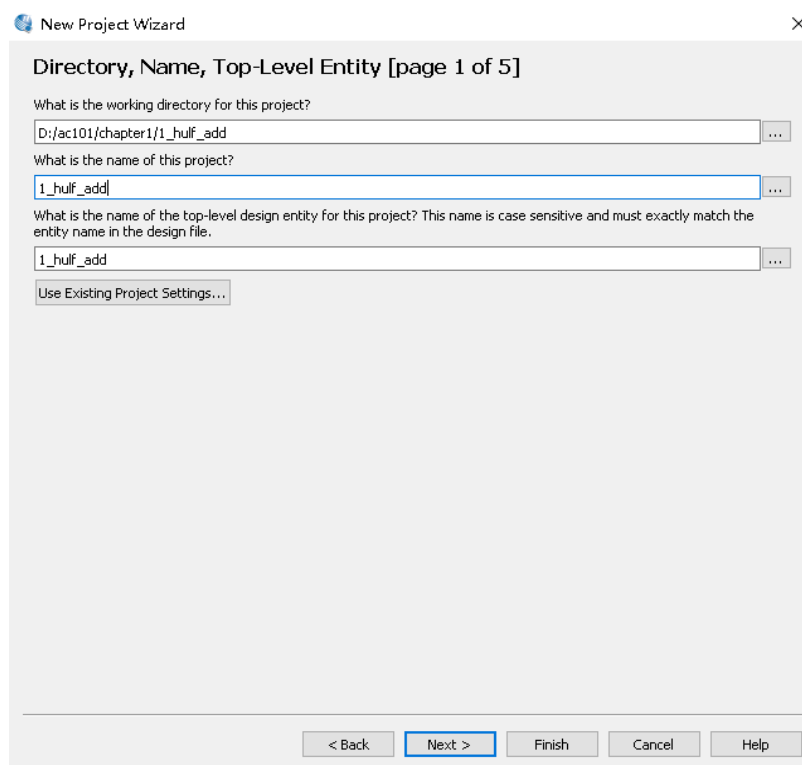 New Project Wizard
Directory, Name, Top-Level Entity [page 1 of 5]
What is the working directory for this project?
D:/ac101/chapter1/1_hulf_add
...
What is the name of this project?
1_hulf_add
...
What is the name of the top-level design entity for this project? This name is case sensitive and must exactly match the
entity name in the design file.
1_hulf_add
...
Use Existing Project Settings...
< Back
Next >
Finish
Cancel
Help